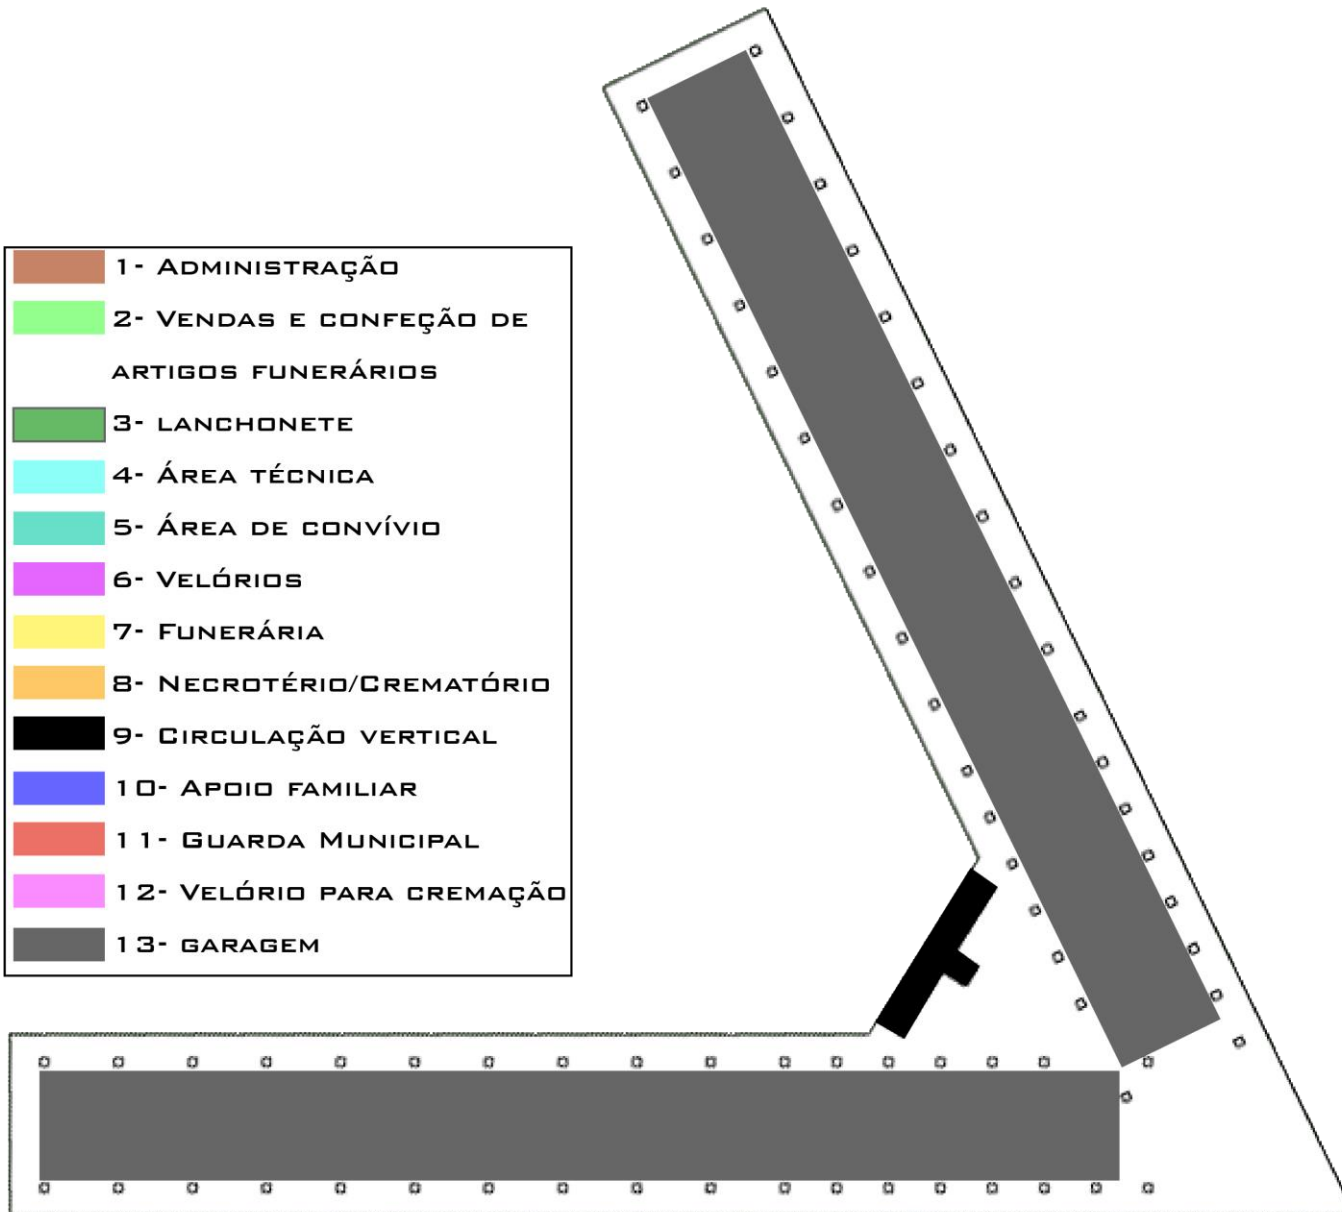 1- Administração
2- Vendas e confeção de
artigos funerários
3- lanchonete
4- Área técnica
5- Área de convívio
6- Velórios
7- Funerária
8- Necrotério/Crematório
9- Circulação vertical
10- Apoio familiar
11- Guarda Municipal
12- Velório para cremação
13- garagem